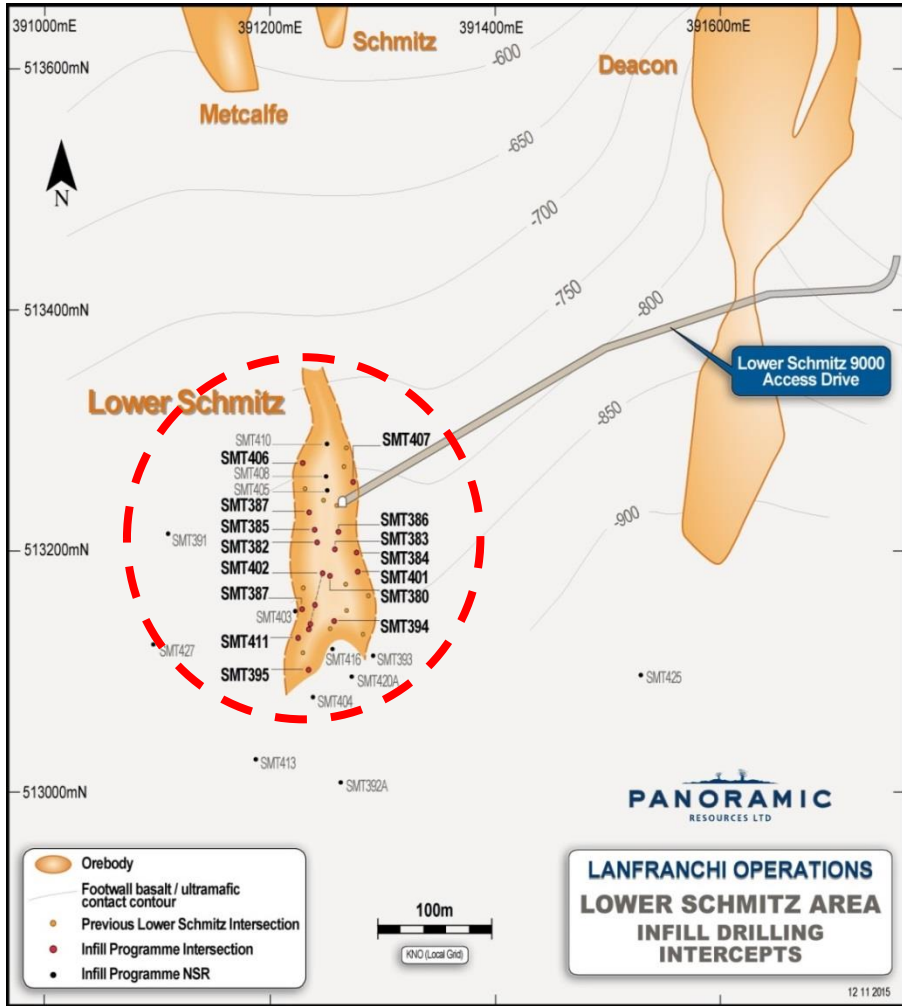 391000mE
391200mE
391400mE
391600mE
Schmitz
513600mN
Metcalfe
Deacon
-600
-650
-700
-750
-800
-850
-900
N
513400mN
Lower Schmitz 9000
Access Drive
Lower Schmitz
SMT410
SMT407
SMT406
SMT408
SMT405
SMT387
SMT386
SMT385
SMT383
SMT382
SMT384
SMT391
513200mN
SMT402
SMT401
SMT387
SMT380
SMT403
SMT394
SMT411
SMT427
SMT416
SMT393
SMT395
SMT420A
SMT425
SMT404
SMT413
SMT392A
513000mN
PANORAMIC
RESOURCES LTD
Orebody
Footwall basalt / ultramafic
contact contour
Previous Lower Schmitz Intersection
Infill Programme Intersection
Infill Programme NSR
100m
KNO (Local Grid)
LANFRANCHI OPERATIONS
LOWER SCHMITZ AREA
INFILL DRILLING
INTERCEPTS
12 11 2015